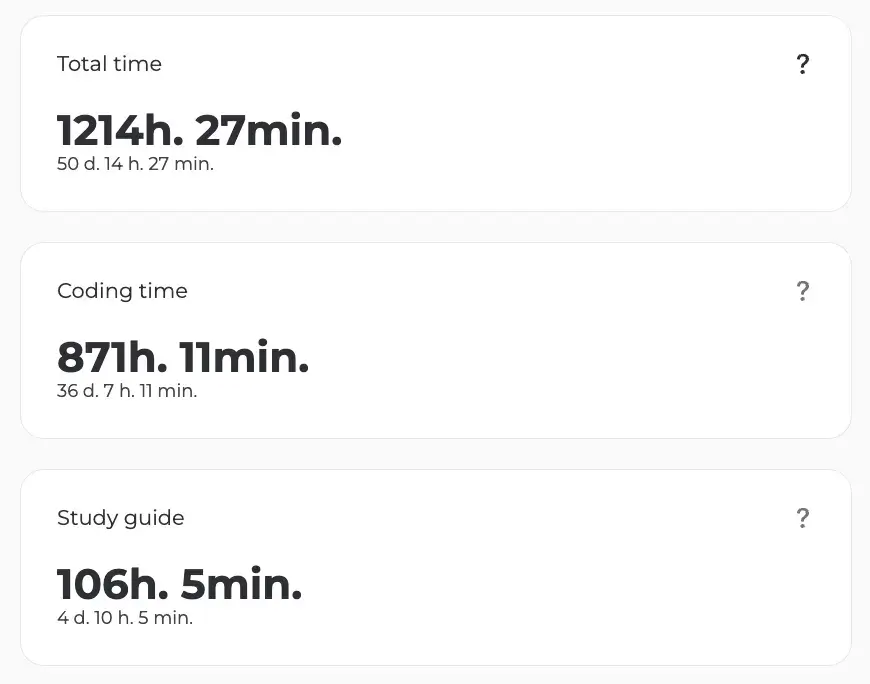 Total time ?
1214h. 27min.
50 d. 14 h. 27 min.
Coding time ?
871h. 11min.
36 d. 7 h. 11 min.
Study guide ?
106h. 5min.
4 d. 10 h. 5 min.